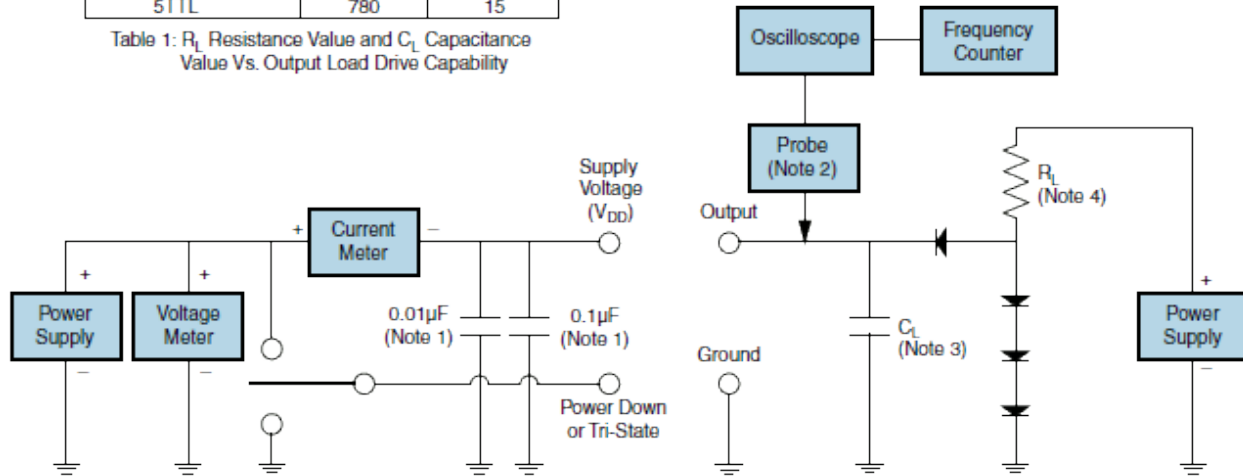 5TTL 780 15
Table 1: R_L Resistance Value and C_L Capacitance
Value Vs. Output Load Drive Capability
Oscilloscope
Frequency
Counter
Probe
(Note 2)
Supply
Voltage
(V_DD)
Output
R_L
(Note 4)
+
Current
Meter
–
+
Power
Supply
–
+
Voltage
Meter
–
0.01µF
(Note 1)
0.1µF
(Note 1)
C_L
(Note 3)
+
Power
Supply
–
Ground
Power Down
or Tri-State